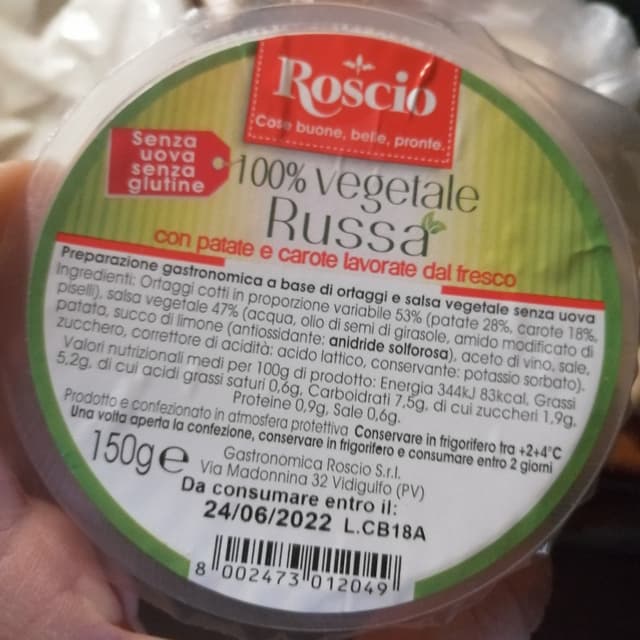 Roscio
Cose buone, belle, pronte.
Senza
uova
senza
glutine
100% vegetale
Russa
con patate e carote lavorate dal fresco
Preparazione gastronomica a base di ortaggi e salsa vegetale senza uova
Ingredienti: Ortaggi cotti in proporzione variabile 53% (patate 28%, carote 18%,
piselli), salsa vegetale 47% (acqua, olio di semi di girasole, amido modificato di
patata, succo di limone (antiossidante: anidride solforosa), aceto di vino, sale,
zucchero, correttore di acidità: acido lattico, conservante: potassio sorbato).
Valori nutrizionali medi per 100g di prodotto: Energia 344kJ 83kcal, Grassi
5,2g, di cui acidi grassi saturi 0,6g, Carboidrati 7,5g, di cui zuccheri 1,9g,
Proteine 0,9g, Sale 0,6g.
Prodotto e confezionato in atmosfera protettiva Conservare in frigorifero fra +2+4°C
Una volta aperta la confezione, conservare in frigorifero e consumare entro 2 giorni
150g e
Gastronomica Roscio S.r.l.
Via Madonnina 32 Vidigulfo (PV)
Da consumare entro il:
24/06/2022 L.CB18A
8 002473 012049